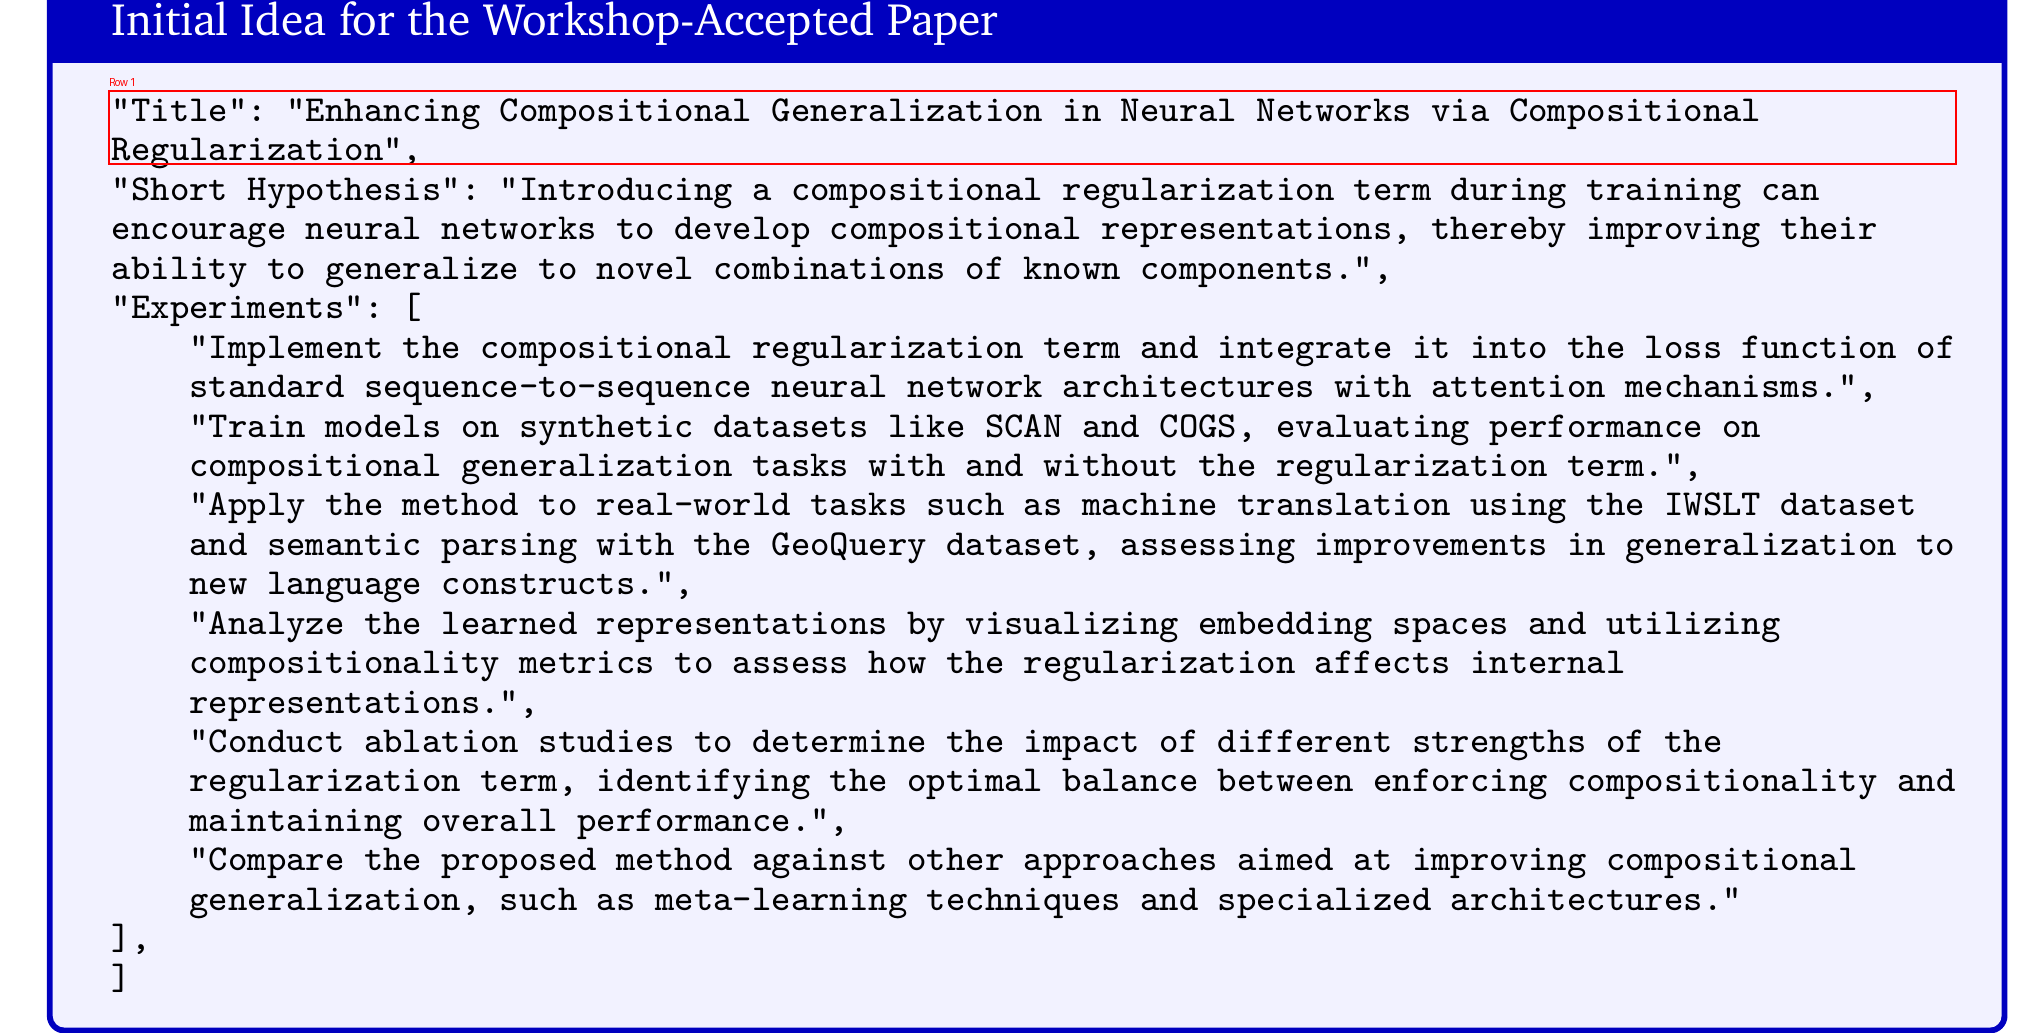 Initial Idea for the Workshop-Accepted Paper
Row 1
"Title": "Enhancing Compositional Generalization in Neural Networks via Compositional
Regularization",
"Short Hypothesis": "Introducing a compositional regularization term during training can
encourage neural networks to develop compositional representations, thereby improving their
ability to generalize to novel combinations of known components.",
"Experiments": [
"Implement the compositional regularization term and integrate it into the loss function of
standard sequence-to-sequence neural network architectures with attention mechanisms.",
"Train models on synthetic datasets like SCAN and COGS, evaluating performance on
compositional generalization tasks with and without the regularization term.",
"Apply the method to real-world tasks such as machine translation using the IWSLT dataset
and semantic parsing with the GeoQuery dataset, assessing improvements in generalization to
new language constructs.",
"Analyze the learned representations by visualizing embedding spaces and utilizing
compositionality metrics to assess how the regularization affects internal
representations.",
"Conduct ablation studies to determine the impact of different strengths of the
regularization term, identifying the optimal balance between enforcing compositionality and
maintaining overall performance.",
"Compare the proposed method against other approaches aimed at improving compositional
generalization, such as meta-learning techniques and specialized architectures."
],
]